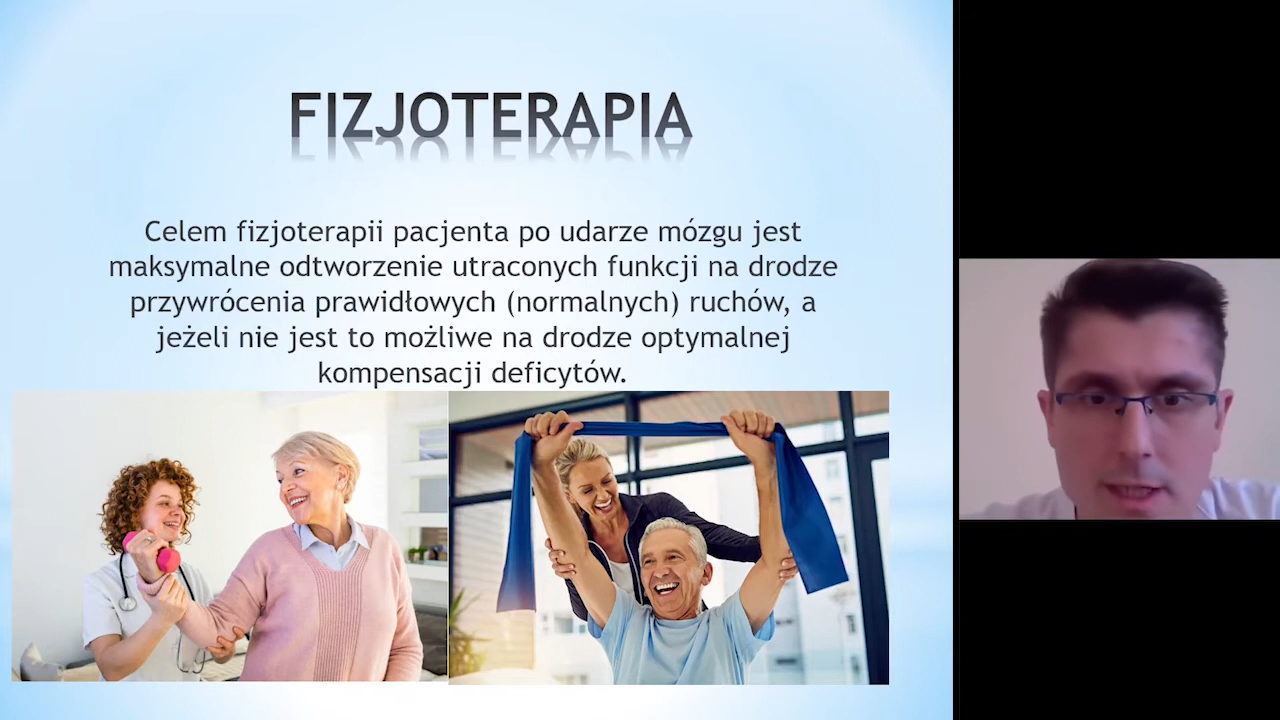 FIZJOTERAPIA
Celem fizjoterapii pacjenta po udarze mózgu jest
maksymalne odtworzenie utraconych funkcji na drodze
przywrócenia prawidłowych (normalnych) ruchów, a
jeżeli nie jest to możliwe na drodze optymalnej
kompensacji deficytów.